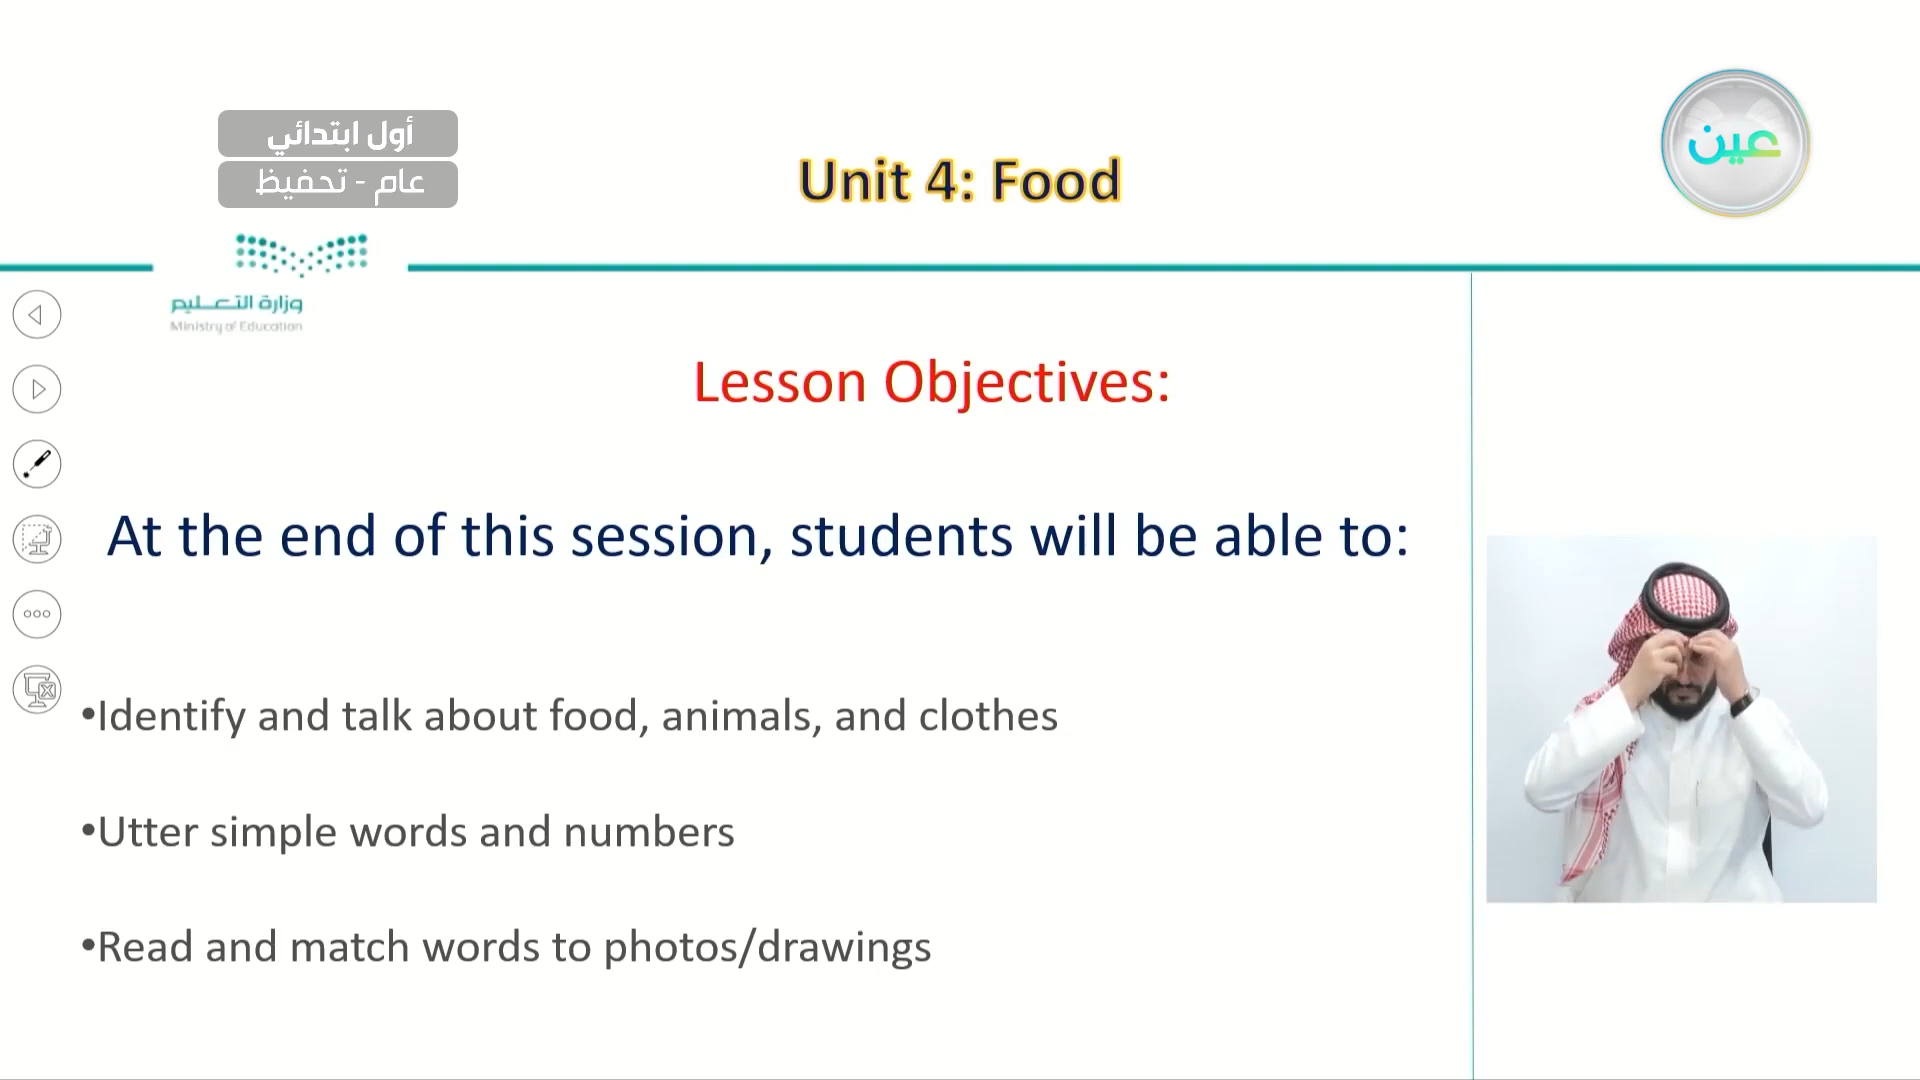 أول ابتدائي
عام - تحفيظ
Unit 4: Food
عين
وزارة التعليم
Ministry of Education
Lesson Objectives:
At the end of this session, students will be able to:
•Identify and talk about food, animals, and clothes
•Utter simple words and numbers
•Read and match words to photos/drawings